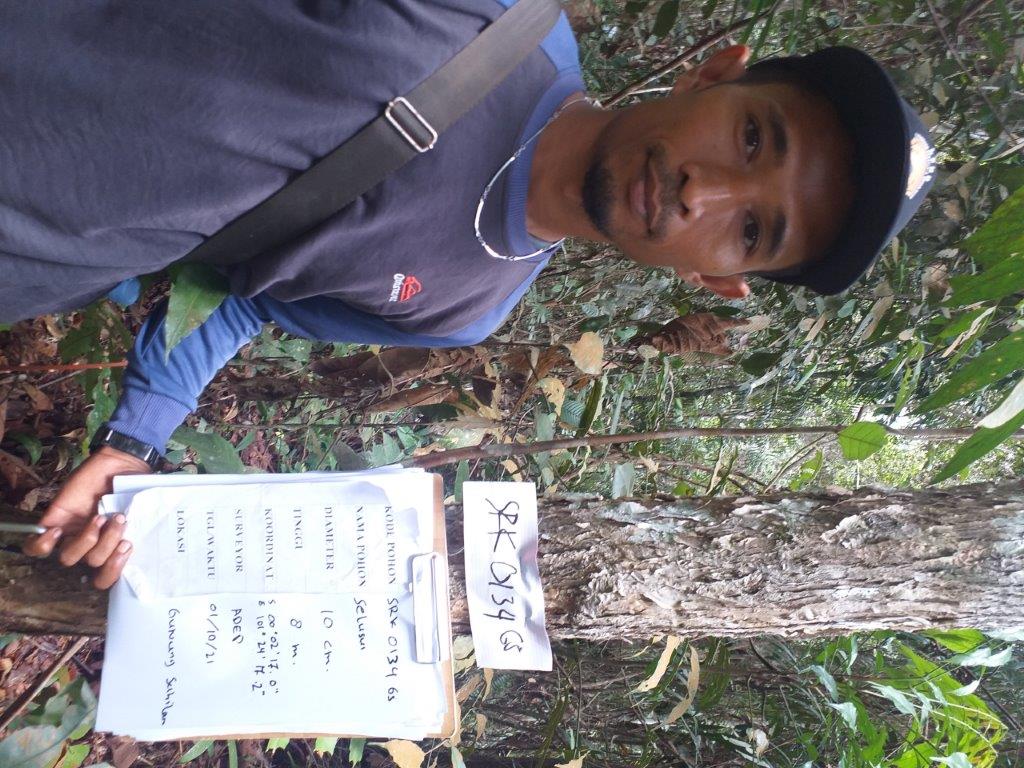 SRK 0134 GS
KODE POHON SRK 0134 GS
NAMA POHON Selusui
DIAMETER 10 cm.
TINGGI 8 m.
KOORDINAT S 00°02'17.0"
E 101°24'17.2"
SURVEYOR ADEP
TGL/WAKTU 01/10/21
LOKASI Gunung Sahilan